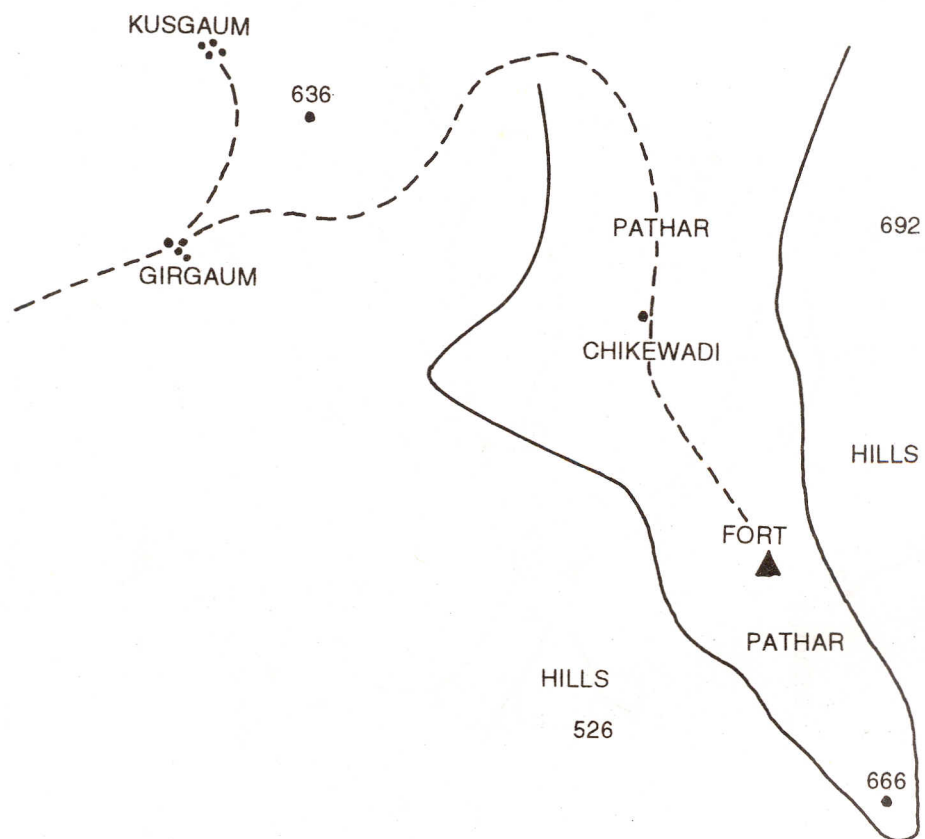 KUSGAUM
636
PATHAR
692
GIRGAUM
CHIKEWADI
HILLS
FORT
PATHAR
HILLS
526
666